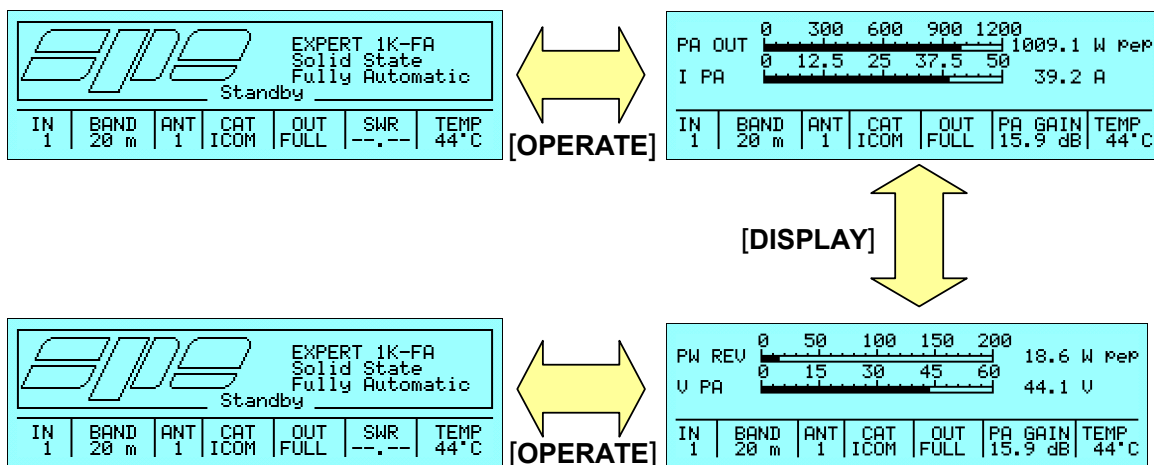 EXPERT 1K-FA
Solid State
Fully Automatic
Standby
IN BAND ANT CAT OUT SWR TEMP
1 20 m 1 ICOM FULL --.-- 44°C
[OPERATE]
0 300 600 900 1200
PA OUT 1009.1 W pep
0 12.5 25 37.5 50
I PA 39.2 A
IN BAND ANT CAT OUT PA GAIN TEMP
1 20 m 1 ICOM FULL 15.9 dB 44°C
[DISPLAY]
EXPERT 1K-FA
Solid State
Fully Automatic
Standby
IN BAND ANT CAT OUT SWR TEMP
1 20 m 1 ICOM FULL --.-- 44°C
[OPERATE]
0 50 100 150 200
PW REV 18.6 W pep
0 15 30 45 60
V PA 44.1 V
IN BAND ANT CAT OUT PA GAIN TEMP
1 20 m 1 ICOM FULL 15.9 dB 44°C